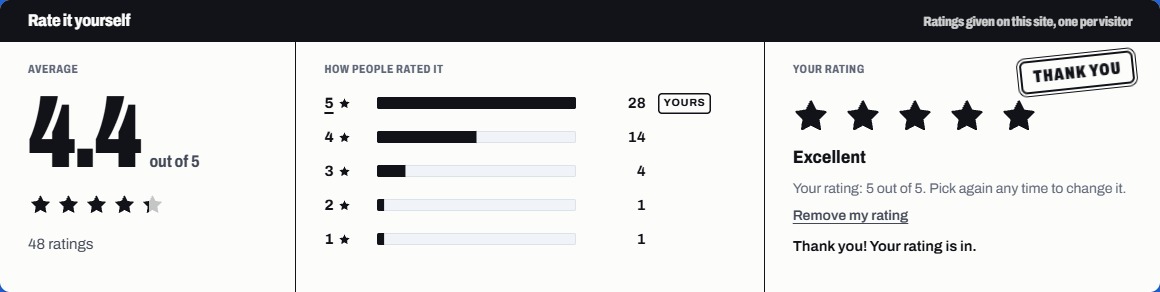 Rate it yourself
Ratings given on this site, one per visitor
AVERAGE
4.4 out of 5
48 ratings
HOW PEOPLE RATED IT
5 ★ 28 YOURS
4 ★ 14
3 ★ 4
2 ★ 1
1 ★ 1
YOUR RATING
THANK YOU
Excellent
Your rating: 5 out of 5. Pick again any time to change it.
Remove my rating
Thank you! Your rating is in.